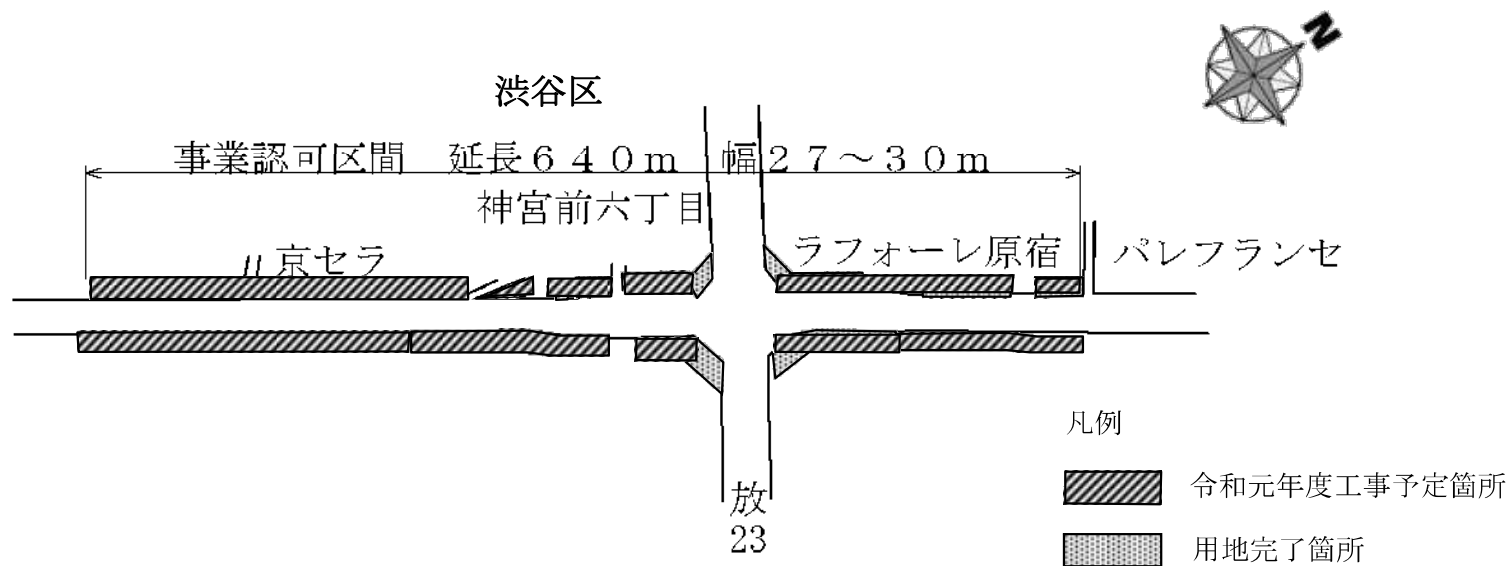 N
渋谷区
事業認可区間 延長６４０ｍ 幅２７～３０ｍ
神宮前六丁目
京セラ
ラフォーレ原宿
パレフランセ
放
23
凡例
令和元年度工事予定箇所
用地完了箇所